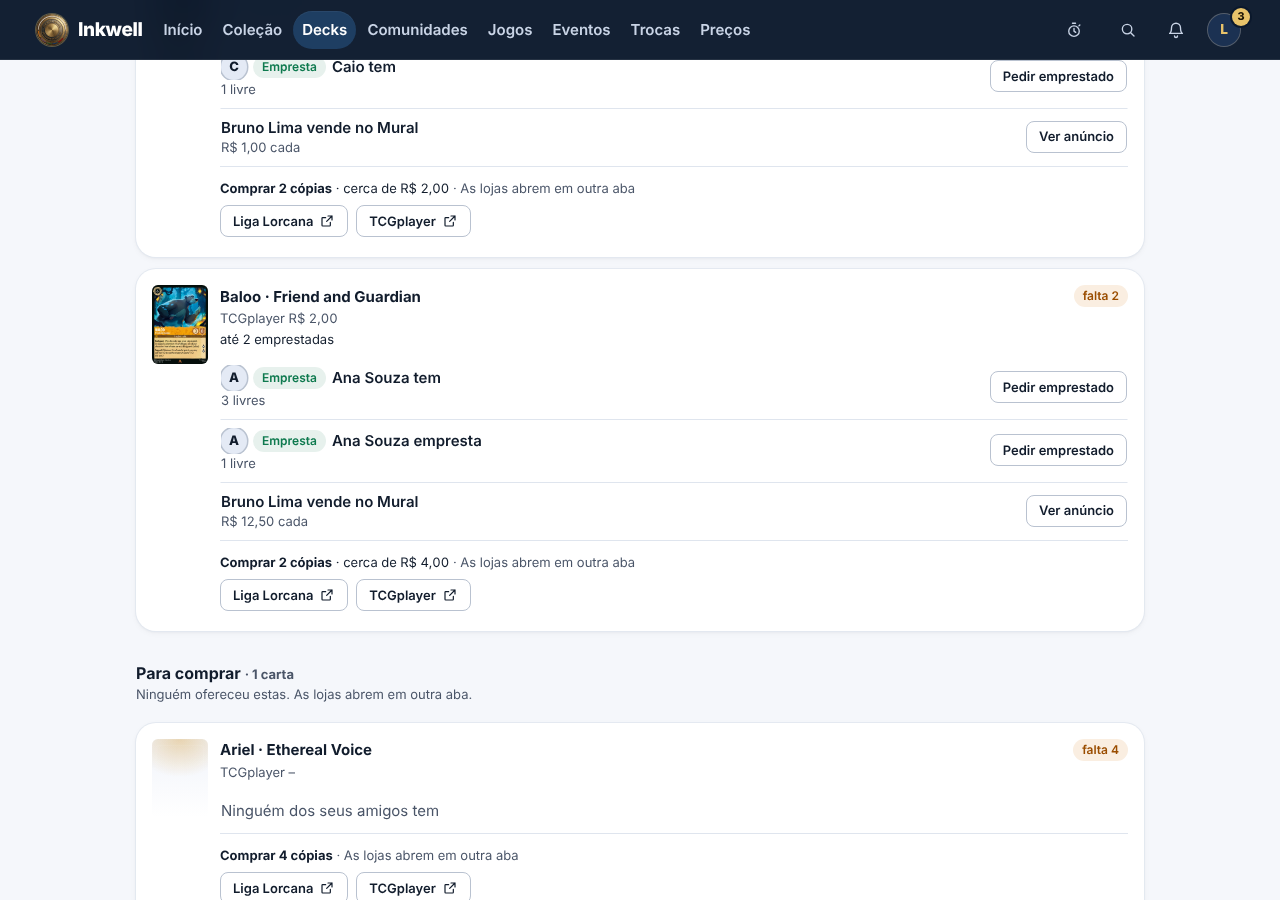 Inkwell Início Coleção Decks Comunidades Jogos Eventos Trocas Preços L 3
C Empresta Caio tem
1 livre
Pedir emprestado
Bruno Lima vende no Mural
R$ 1,00 cada
Ver anúncio
Comprar 2 cópias · cerca de R$ 2,00 · As lojas abrem em outra aba
Liga Lorcana TCGplayer
Baloo · Friend and Guardian
falta 2
TCGplayer R$ 2,00
até 2 emprestadas
A Empresta Ana Souza tem
3 livres
Pedir emprestado
A Empresta Ana Souza empresta
1 livre
Pedir emprestado
Bruno Lima vende no Mural
R$ 12,50 cada
Ver anúncio
Comprar 2 cópias · cerca de R$ 4,00 · As lojas abrem em outra aba
Liga Lorcana TCGplayer
Para comprar · 1 carta
Ninguém ofereceu estas. As lojas abrem em outra aba.
Ariel · Ethereal Voice
falta 4
TCGplayer –
Ninguém dos seus amigos tem
Comprar 4 cópias · As lojas abrem em outra aba
Liga Lorcana TCGplayer